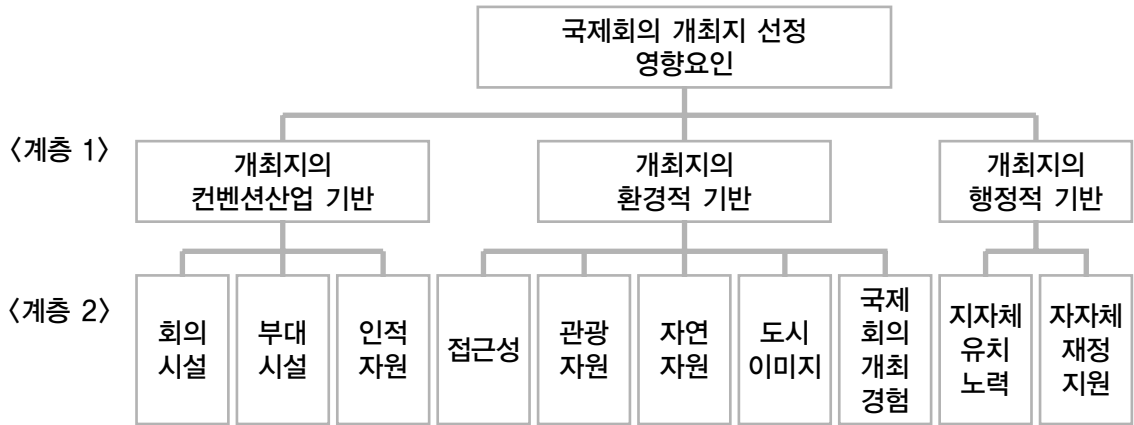 국제회의 개최지 선정
영향요인
〈계층 1〉
개최지의
컨벤션산업 기반
개최지의
환경적 기반
개최지의
행정적 기반
〈계층 2〉
회의
시설
부대
시설
인적
자원
접근성
관광
자원
자연
자원
도시
이미지
국제
회의
개최
경험
지자체
유치
노력
자자체
재정
지원